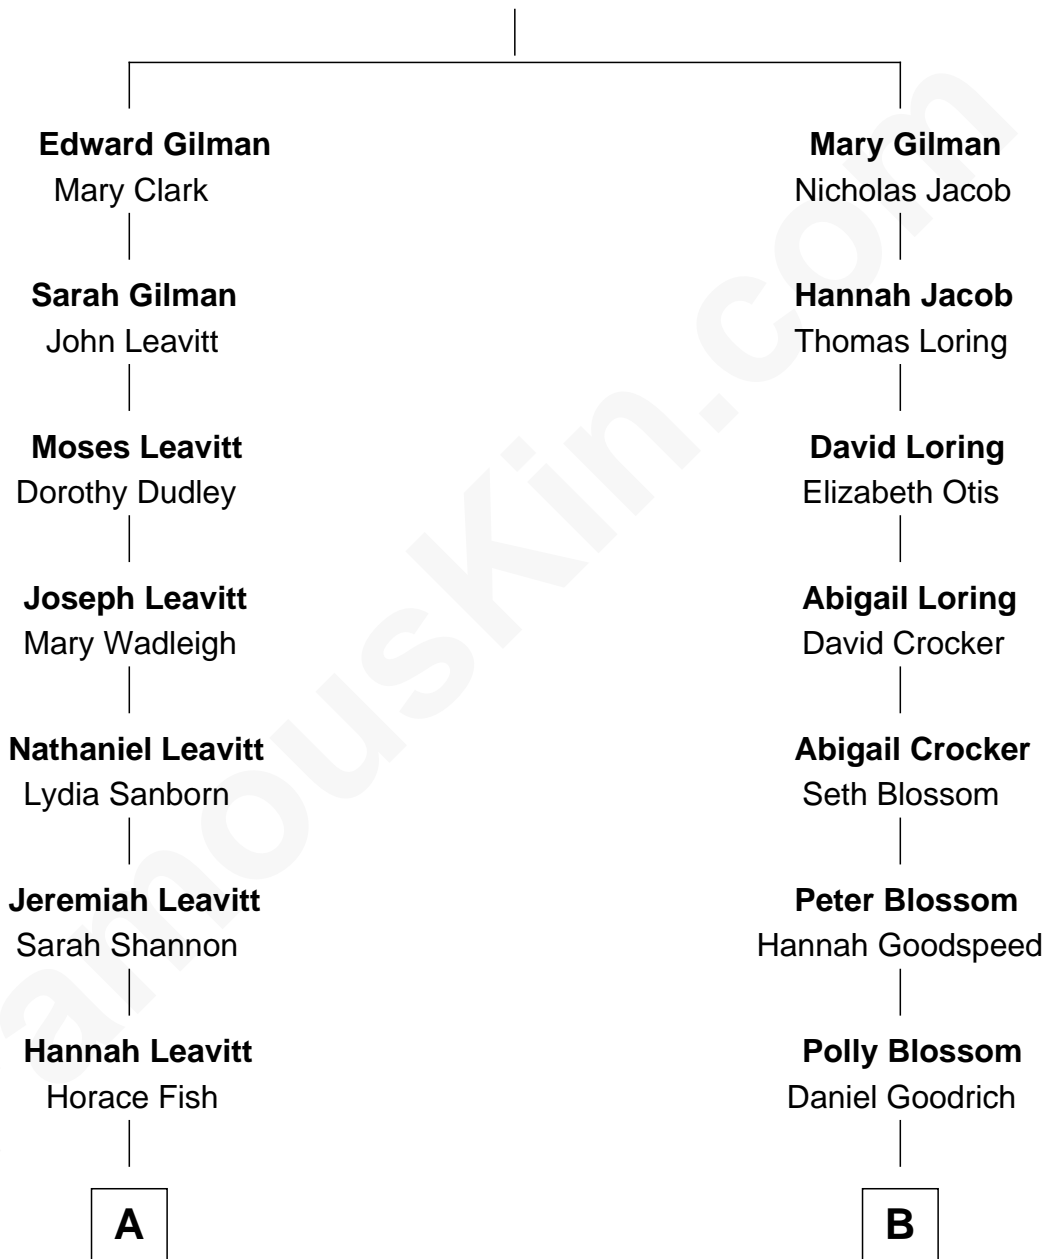 Edward Gilman
Mary Clark
Sarah Gilman
John Leavitt
Moses Leavitt
Dorothy Dudley
Joseph Leavitt
Mary Wadleigh
Nathaniel Leavitt
Lydia Sanborn
Jeremiah Leavitt
Sarah Shannon
Hannah Leavitt
Horace Fish
A
Mary Gilman
Nicholas Jacob
Hannah Jacob
Thomas Loring
David Loring
Elizabeth Otis
Abigail Loring
David Crocker
Abigail Crocker
Seth Blossom
Peter Blossom
Hannah Goodspeed
Polly Blossom
Daniel Goodrich
B
amousKin.com